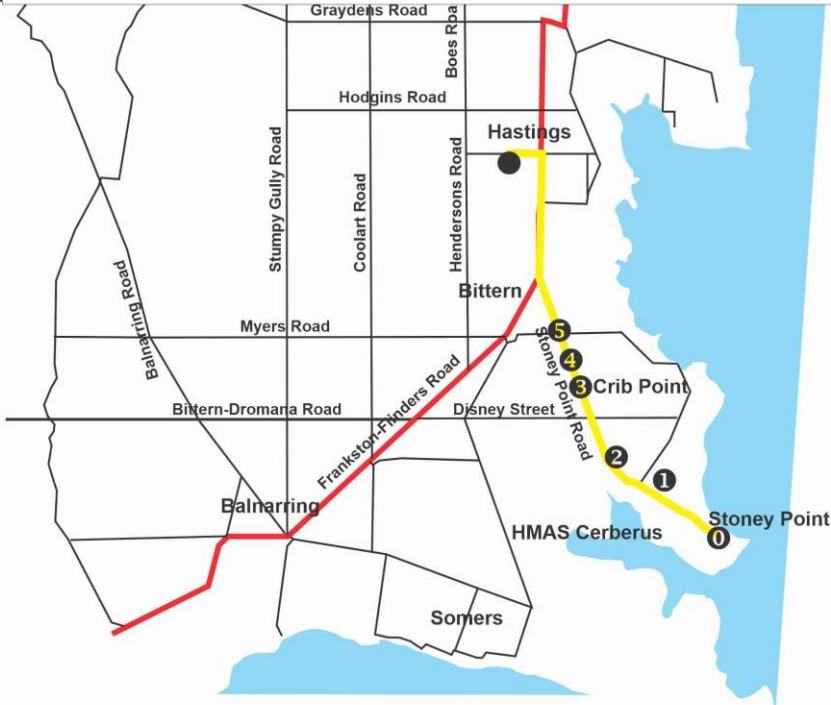 Graydens Road
Boes Roa
Hodgins Road
Hastings
Stumpy Gully Road
Coolart Road
Hendersons Road
Balnarring Road
Bittern
Myers Road
5
Stoney Point Road
4
3
Crib Point
Frankston-Flinders Road
Bittern-Dromana Road
Disney Street
2
1
Balnarring
Stoney Point
0
HMAS Cerberus
Somers